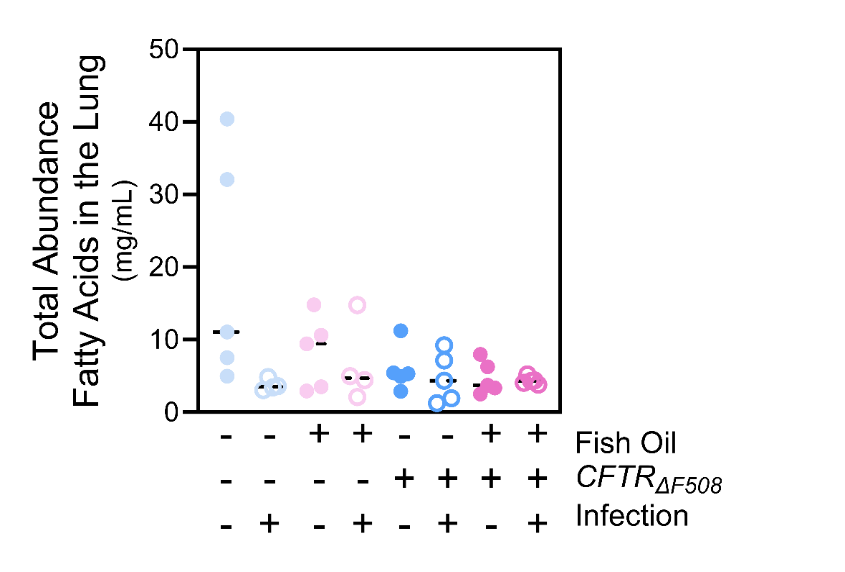 Total Abundance
Fatty Acids in the Lung
(mg/mL)
50
40
30
20
10
0
- - + + - - + + Fish Oil
- - - - + + + + CFTRΔF508
- + - + - + - + Infection